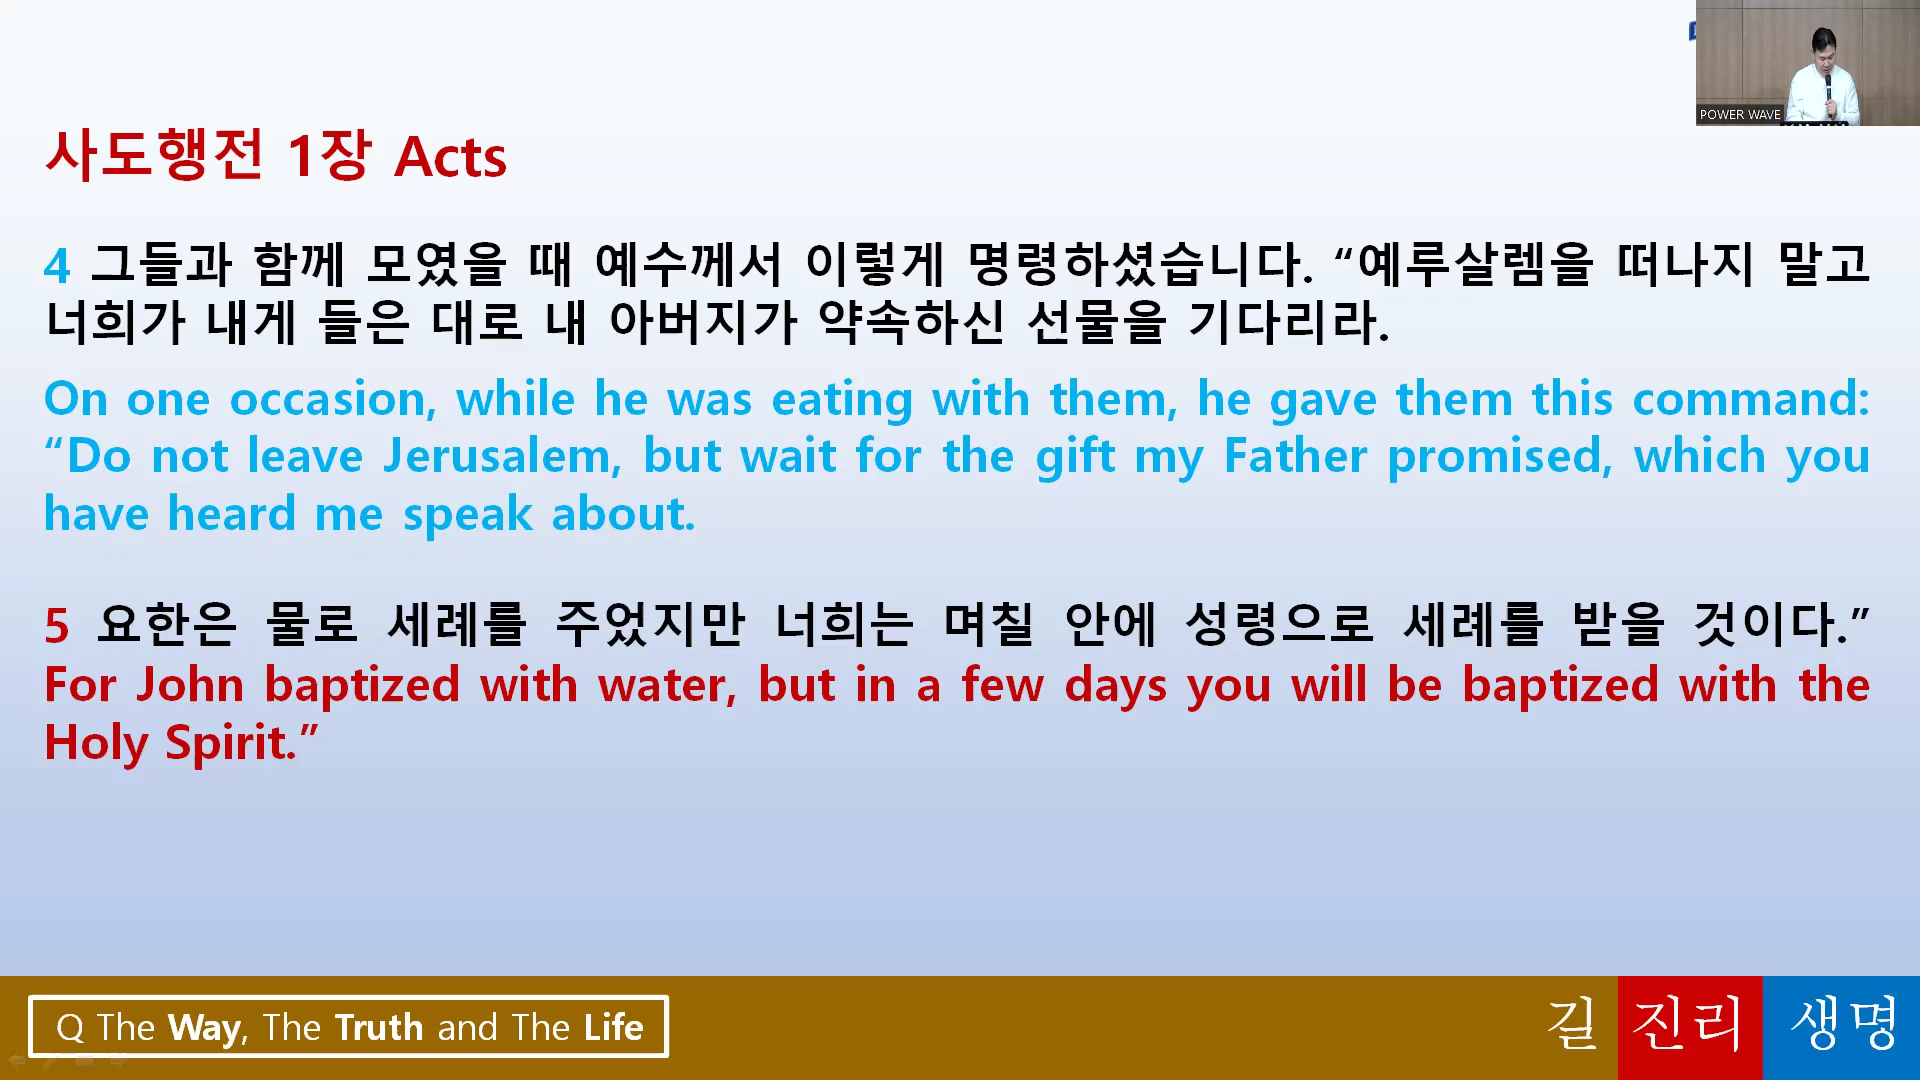 POWER WAVE
사도행전 1장 Acts
4 그들과 함께 모였을 때 예수께서 이렇게 명령하셨습니다. “예루살렘을 떠나지 말고
너희가 내게 들은 대로 내 아버지가 약속하신 선물을 기다리라.
On one occasion, while he was eating with them, he gave them this command:
“Do not leave Jerusalem, but wait for the gift my Father promised, which you
have heard me speak about.
5 요한은 물로 세례를 주었지만 너희는 며칠 안에 성령으로 세례를 받을 것이다.”
For John baptized with water, but in a few days you will be baptized with the
Holy Spirit.”
Q The Way, The Truth and The Life
길 진리 생명